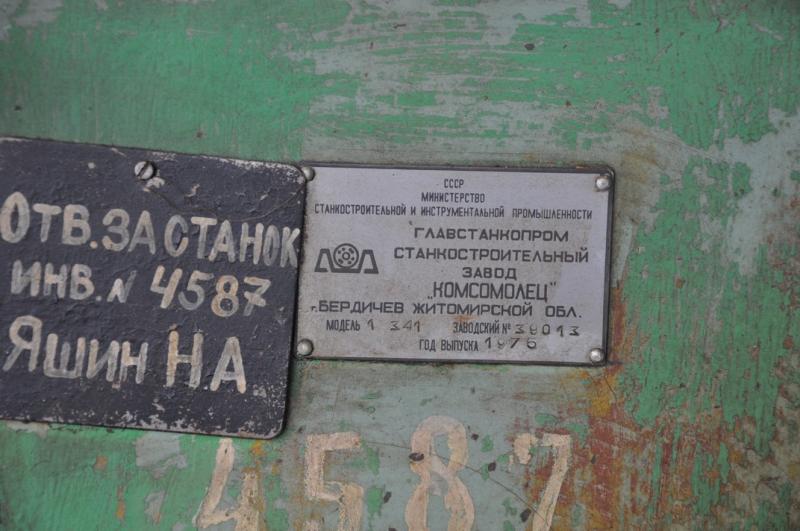 ОТВ. ЗА СТАНОК
ИНВ. N 4587
ЯШИН Н А
СССР
МИНИСТЕРСТВО
СТАНКОСТРОИТЕЛЬНОЙ И ИНСТРУМЕНТАЛЬНОЙ ПРОМЫШЛЕННОСТИ
ГЛАВСТАНКОПРОМ
СТАНКОСТРОИТЕЛЬНЫЙ
ЗАВОД
„КОМСОМОЛЕЦ"
г. БЕРДИЧЕВ ЖИТОМИРСКОЙ ОБЛ.
МОДЕЛЬ 1 341 ЗАВОДСКИЙ № 39013
ГОД ВЫПУСКА 1976
4587